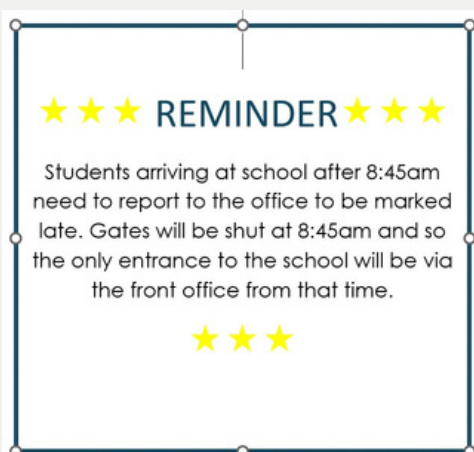 REMINDER
Students arriving at school after 8:45am
need to report to the office to be marked
late. Gates will be shut at 8:45am and so
the only entrance to the school will be via
the front office from that time.